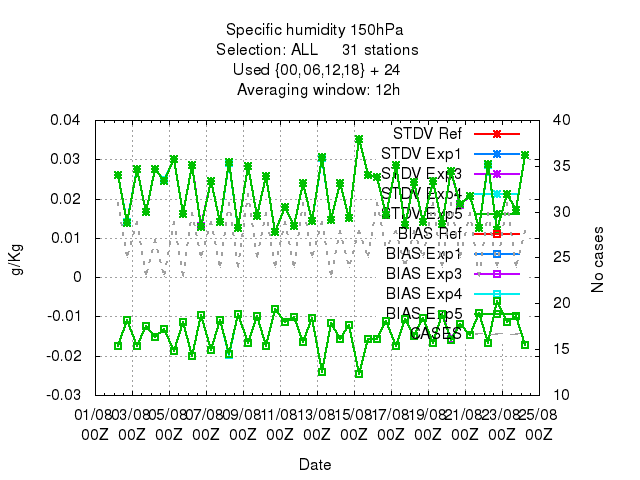 Specific humidity 150hPa
Selection: ALL 31 stations
Used {00,06,12,18} + 24
Averaging window: 12h
0.04
0.03
0.02
0.01
0
-0.01
-0.02
-0.03
g/Kg
STDV Ref
STDV Exp1
STDV Exp3
STDV Exp4
STDV Exp5
BIAS Ref
BIAS Exp1
BIAS Exp3
BIAS Exp4
BIAS Exp5
CASES
40
35
30
25
20
15
10
No cases
01/08 03/08 05/08 07/08 09/08 11/08 13/08 15/08 17/08 19/08 21/08 23/08 25/08
00Z 00Z 00Z 00Z 00Z 00Z 00Z 00Z 00Z 00Z 00Z 00Z 00Z
Date